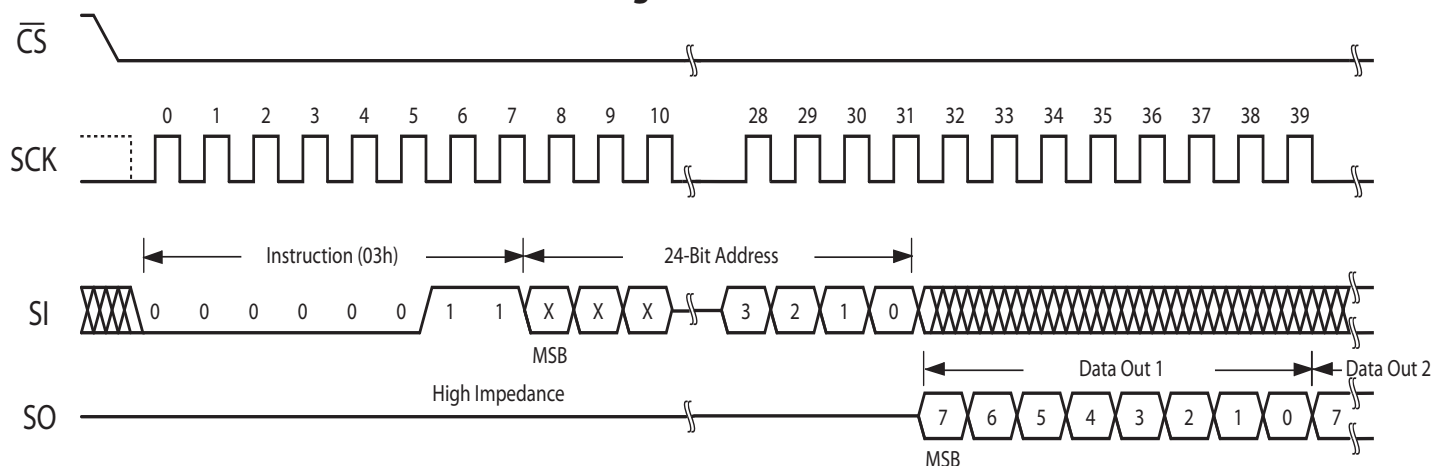 g
CS
SCK
0 1 2 3 4 5 6 7 8 9 10 28 29 30 31 32 33 34 35 36 37 38 39
Instruction (03h) 24-Bit Address
SI
0 0 0 0 0 0 1 1 X X X 3 2 1 0
MSB
Data Out 1 Data Out 2
High Impedance
SO
7 6 5 4 3 2 1 0 7
MSB